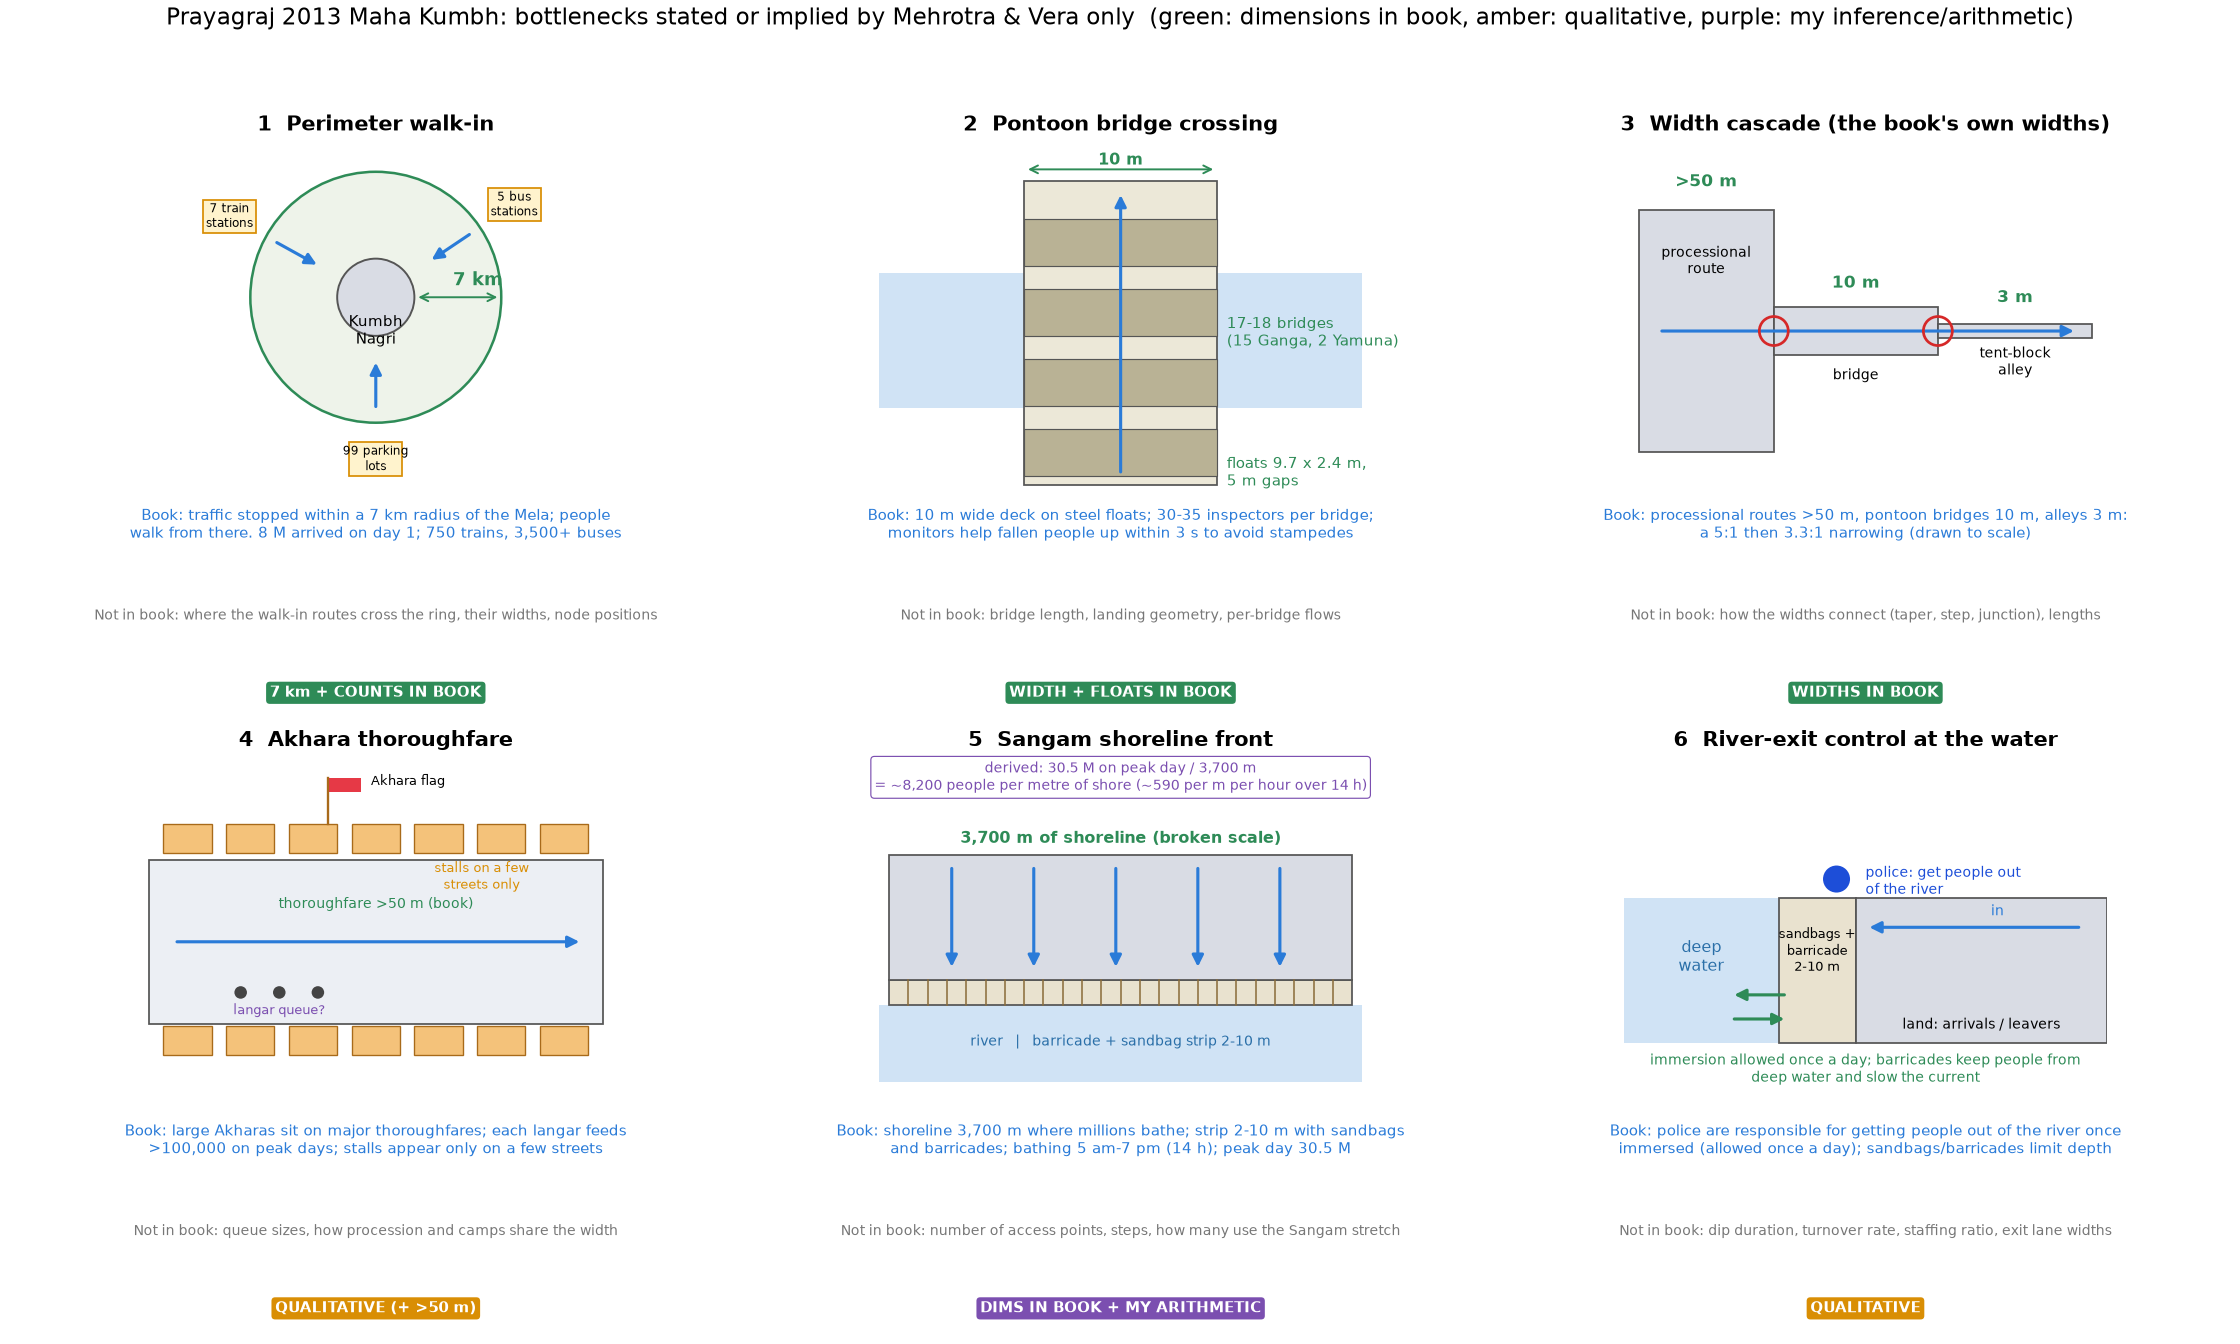 Prayagraj 2013 Maha Kumbh: bottlenecks stated or implied by Mehrotra & Vera only (green: dimensions in book, amber: qualitative, purple: my inference/arithmetic)
1 Perimeter walk-in
7 train
stations
5 bus
stations
7 km
Kumbh
Nagri
99 parking
lots
Book: traffic stopped within a 7 km radius of the Mela; people
walk from there. 8 M arrived on day 1; 750 trains, 3,500+ buses
Not in book: where the walk-in routes cross the ring, their widths, node positions
7 km + COUNTS IN BOOK
2 Pontoon bridge crossing
10 m
17-18 bridges
(15 Ganga, 2 Yamuna)
floats 9.7 x 2.4 m,
5 m gaps
Book: 10 m wide deck on steel floats; 30-35 inspectors per bridge;
monitors help fallen people up within 3 s to avoid stampedes
Not in book: bridge length, landing geometry, per-bridge flows
WIDTH + FLOATS IN BOOK
3 Width cascade (the book's own widths)
>50 m
processional
route
10 m
3 m
bridge
tent-block
alley
Book: processional routes >50 m, pontoon bridges 10 m, alleys 3 m:
a 5:1 then 3.3:1 narrowing (drawn to scale)
Not in book: how the widths connect (taper, step, junction), lengths
WIDTHS IN BOOK
4 Akhara thoroughfare
Akhara flag
stalls on a few
streets only
thoroughfare >50 m (book)
langar queue?
Book: large Akharas sit on major thoroughfares; each langar feeds
>100,000 on peak days; stalls appear only on a few streets
Not in book: queue sizes, how procession and camps share the width
QUALITATIVE (+ >50 m)
5 Sangam shoreline front
derived: 30.5 M on peak day / 3,700 m
= ~8,200 people per metre of shore (~590 per m per hour over 14 h)
3,700 m of shoreline (broken scale)
river | barricade + sandbag strip 2-10 m
Book: shoreline 3,700 m where millions bathe; strip 2-10 m with sandbags
and barricades; bathing 5 am-7 pm (14 h); peak day 30.5 M
Not in book: number of access points, steps, how many use the Sangam stretch
DIMS IN BOOK + MY ARITHMETIC
6 River-exit control at the water
police: get people out
of the river
in
deep
water
sandbags +
barricade
2-10 m
land: arrivals / leavers
immersion allowed once a day; barricades keep people from
deep water and slow the current
Book: police are responsible for getting people out of the river once
immersed (allowed once a day); sandbags/barricades limit depth
Not in book: dip duration, turnover rate, staffing ratio, exit lane widths
QUALITATIVE